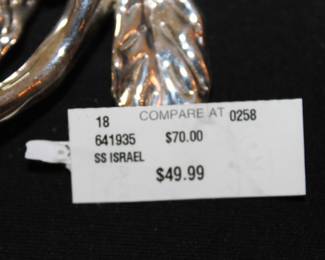 18 COMPARE AT 0258
641935 $70.00
SS ISRAEL
$49.99